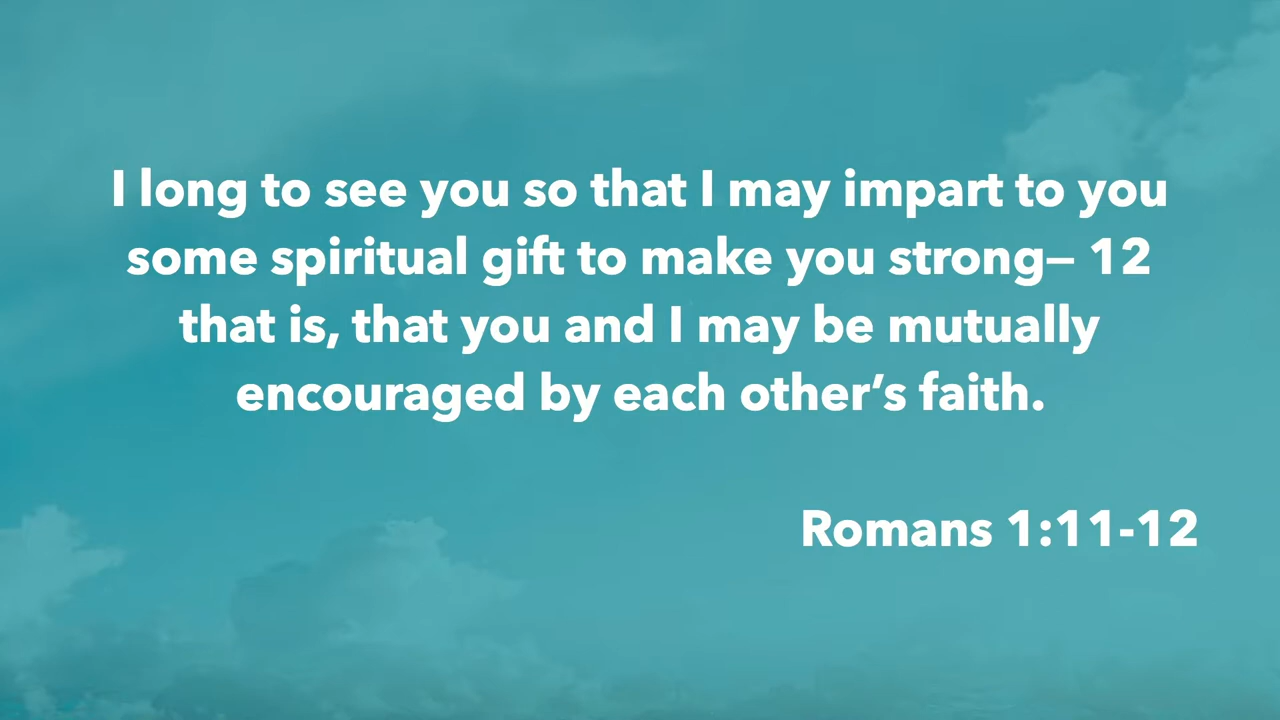 I long to see you so that I may impart to you
some spiritual gift to make you strong— 12
that is, that you and I may be mutually
encouraged by each other’s faith.
Romans 1:11-12